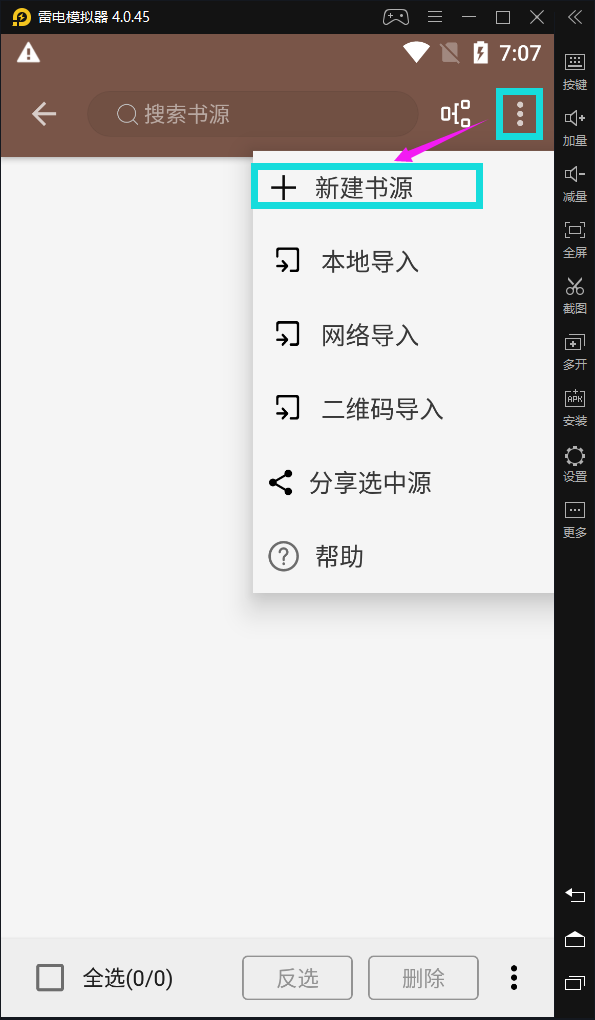 雷电模拟器 4.0.45
7:07
搜索书源
新建书源
本地导入
网络导入
二维码导入
分享选中源
帮助
全选(0/0)
反选
删除
按键
加量
减量
全屏
截图
多开
APK
安装
设置
更多